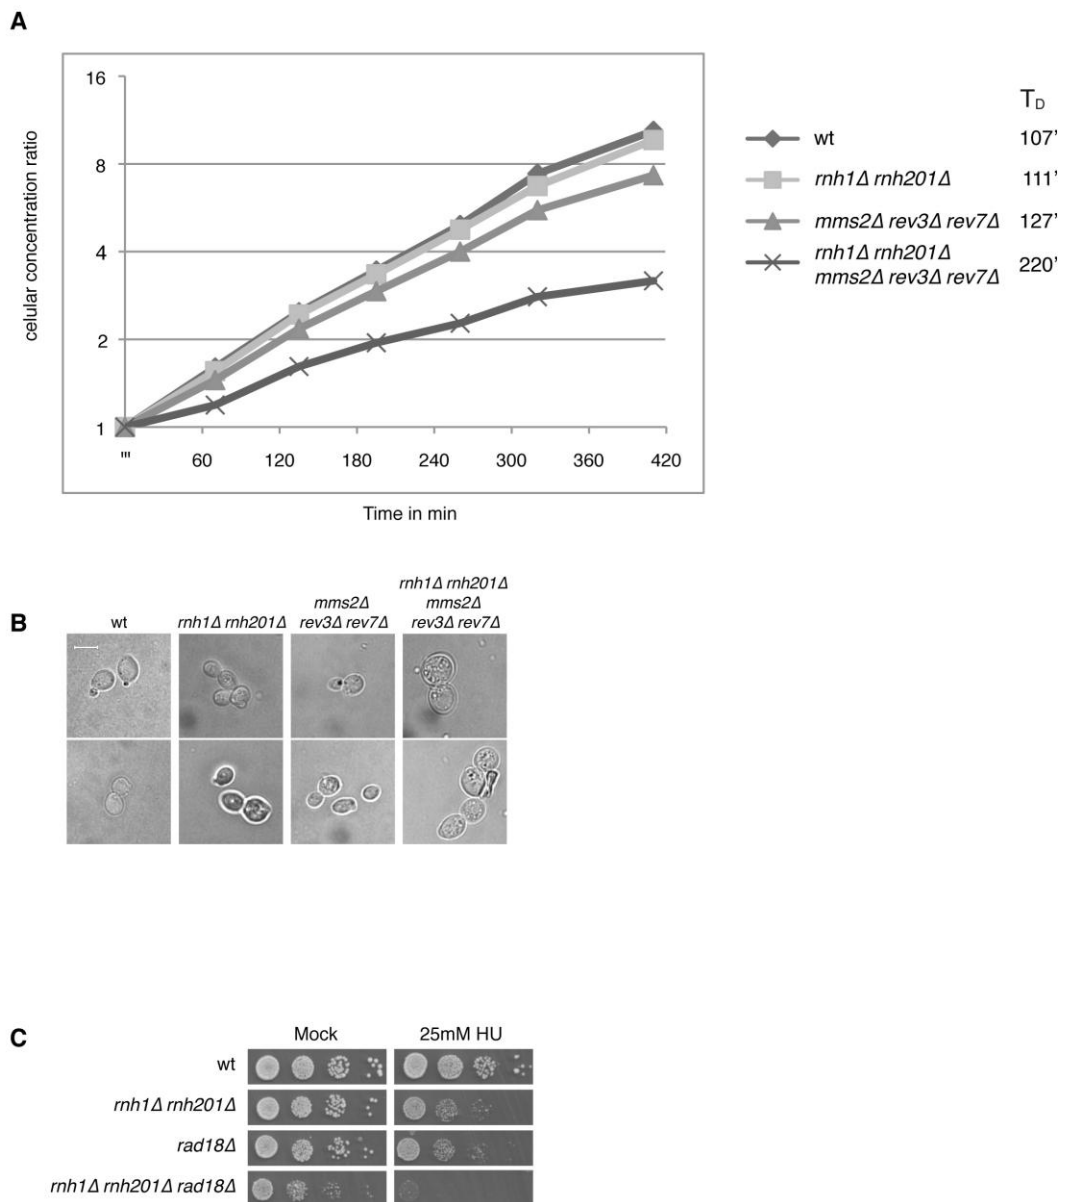 A
16
8
4
2
1
'''
60
120
180
240
300
360
420
cellular concentration ratio
Time in min
T_D
wt 107'
rnh1Δ rnh201Δ 111'
mms2Δ rev3Δ rev7Δ 127'
rnh1Δ rnh201Δ
mms2Δ rev3Δ rev7Δ 220'
B
wt
rnh1Δ rnh201Δ
mms2Δ
rev3Δ rev7Δ
rnh1Δ rnh201Δ
mms2Δ
rev3Δ rev7Δ
C
Mock 25mM HU
wt
rnh1Δ rnh201Δ
rad18Δ
rnh1Δ rnh201Δ rad18Δ